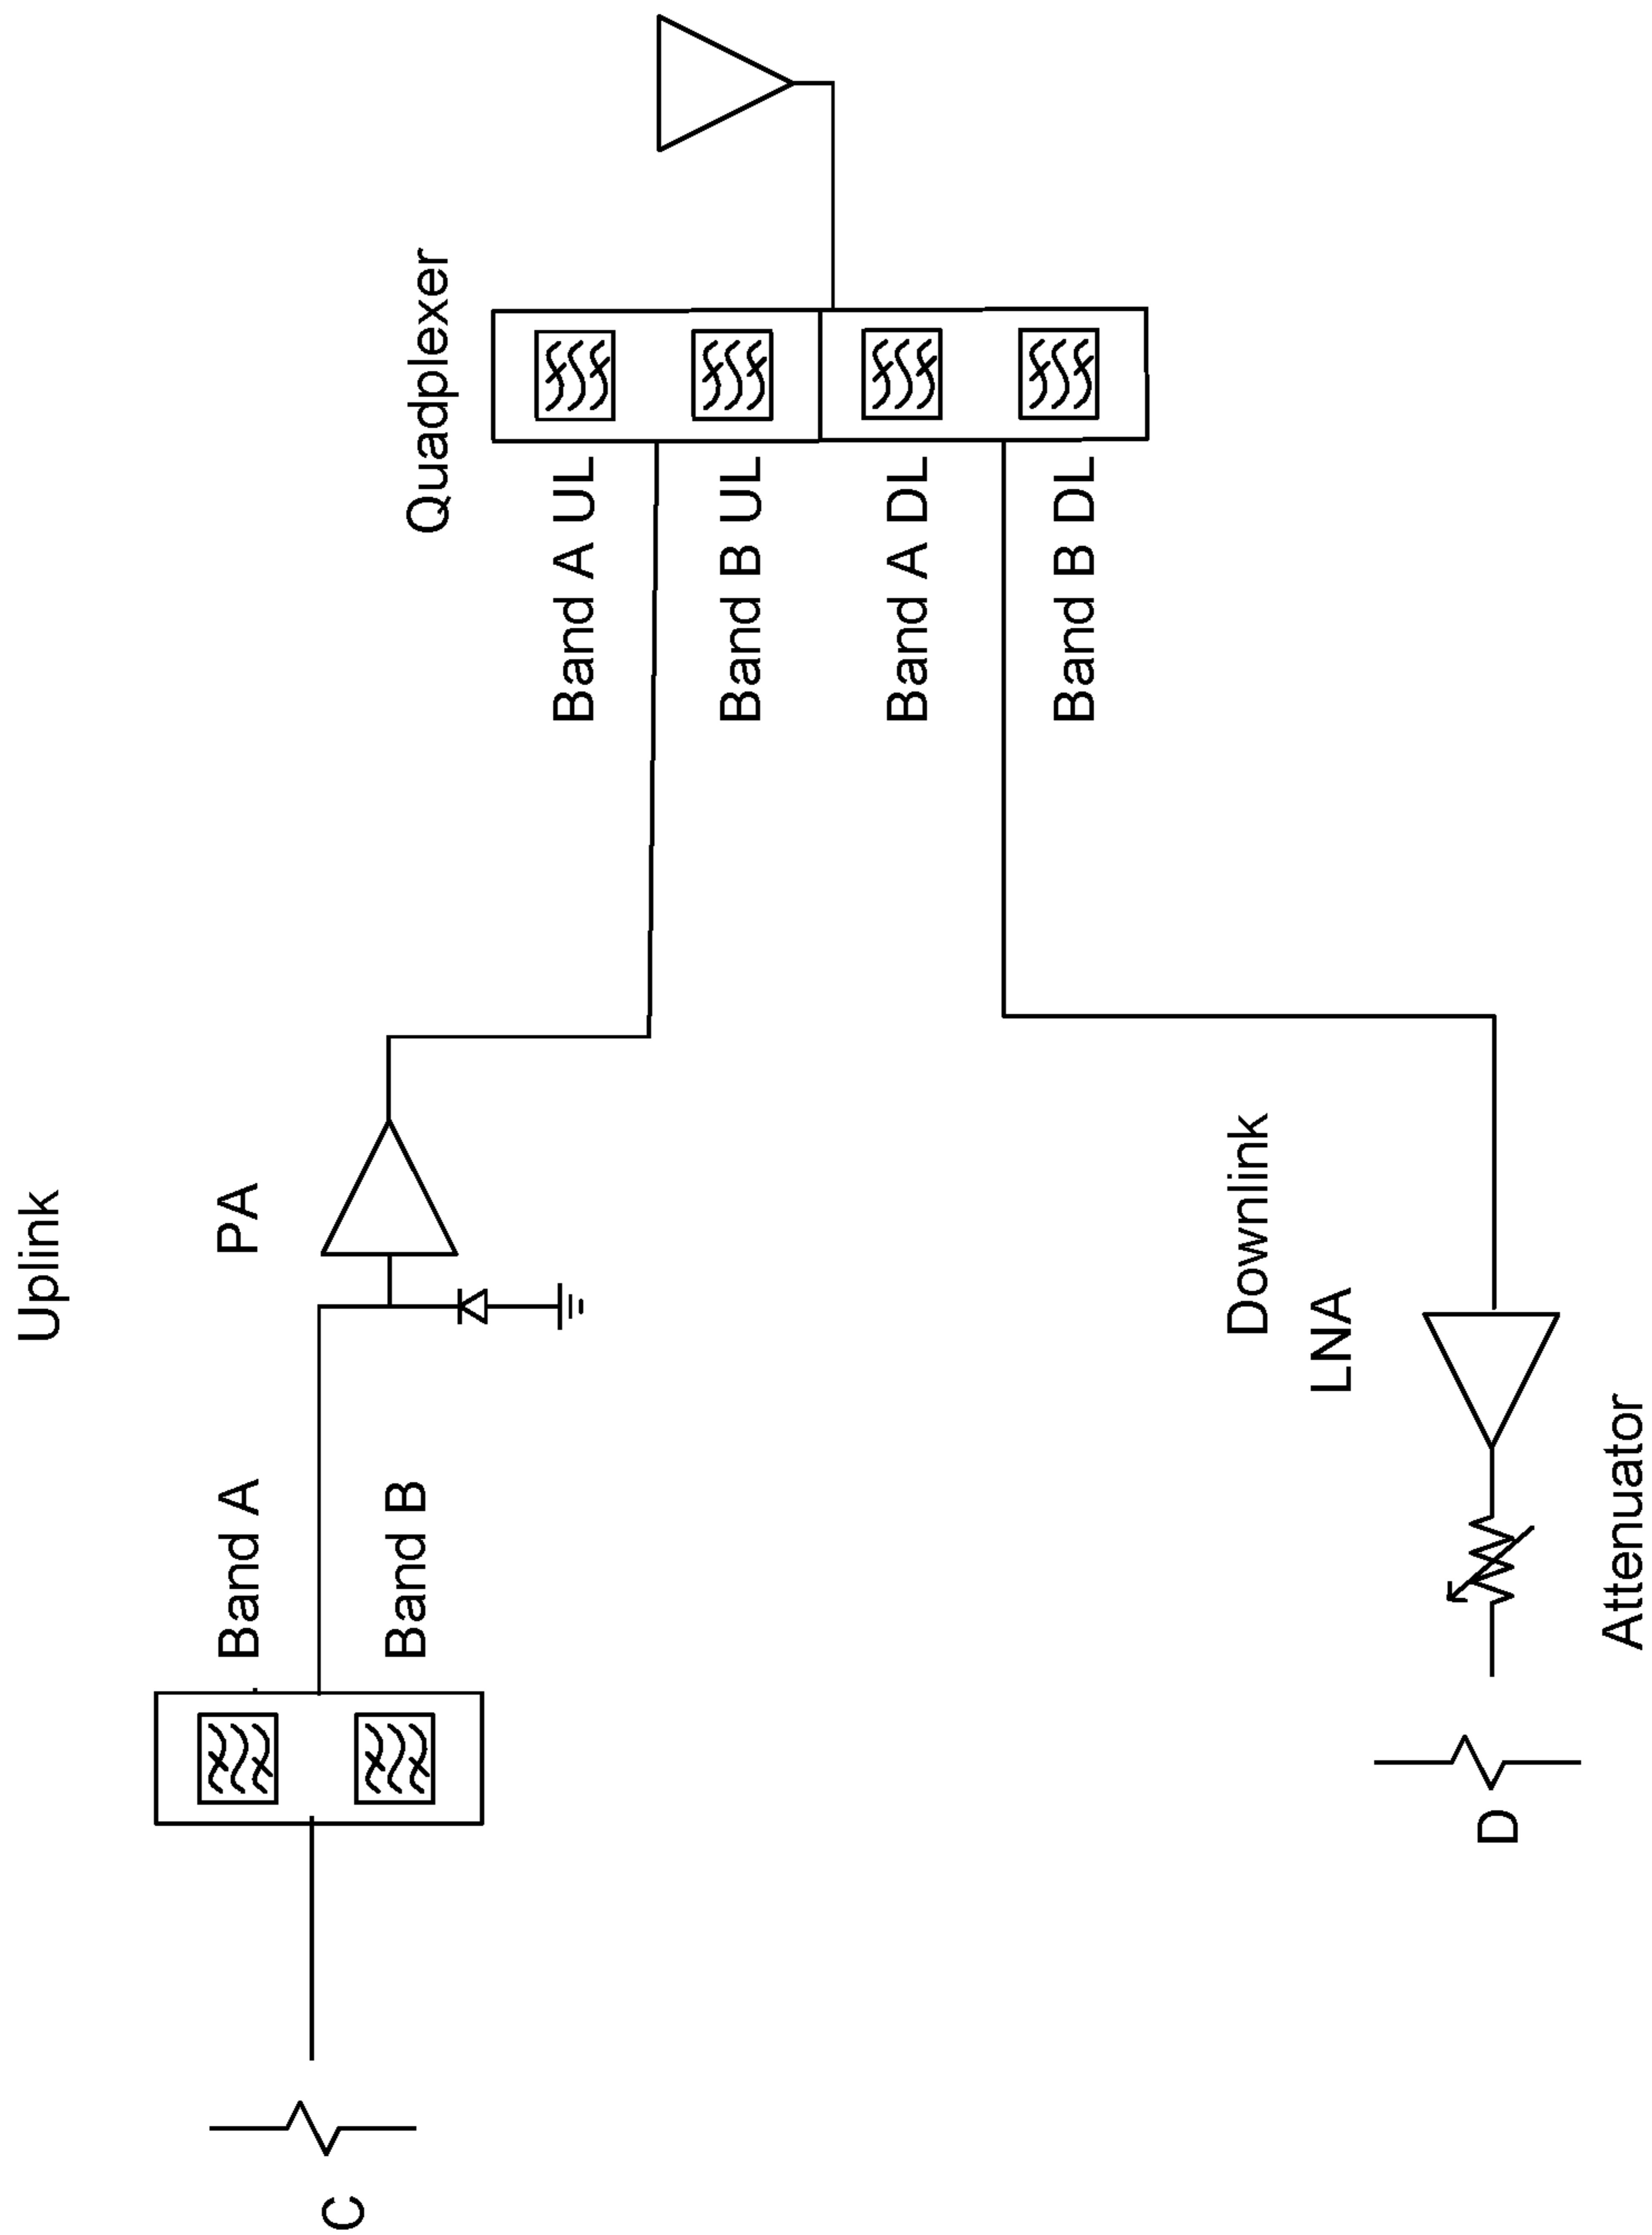 Uplink
C
Band A
Band B
PA
Quadplexer
Band A UL
Band B UL
Band A DL
Band B DL
Downlink
LNA
D
Attenuator